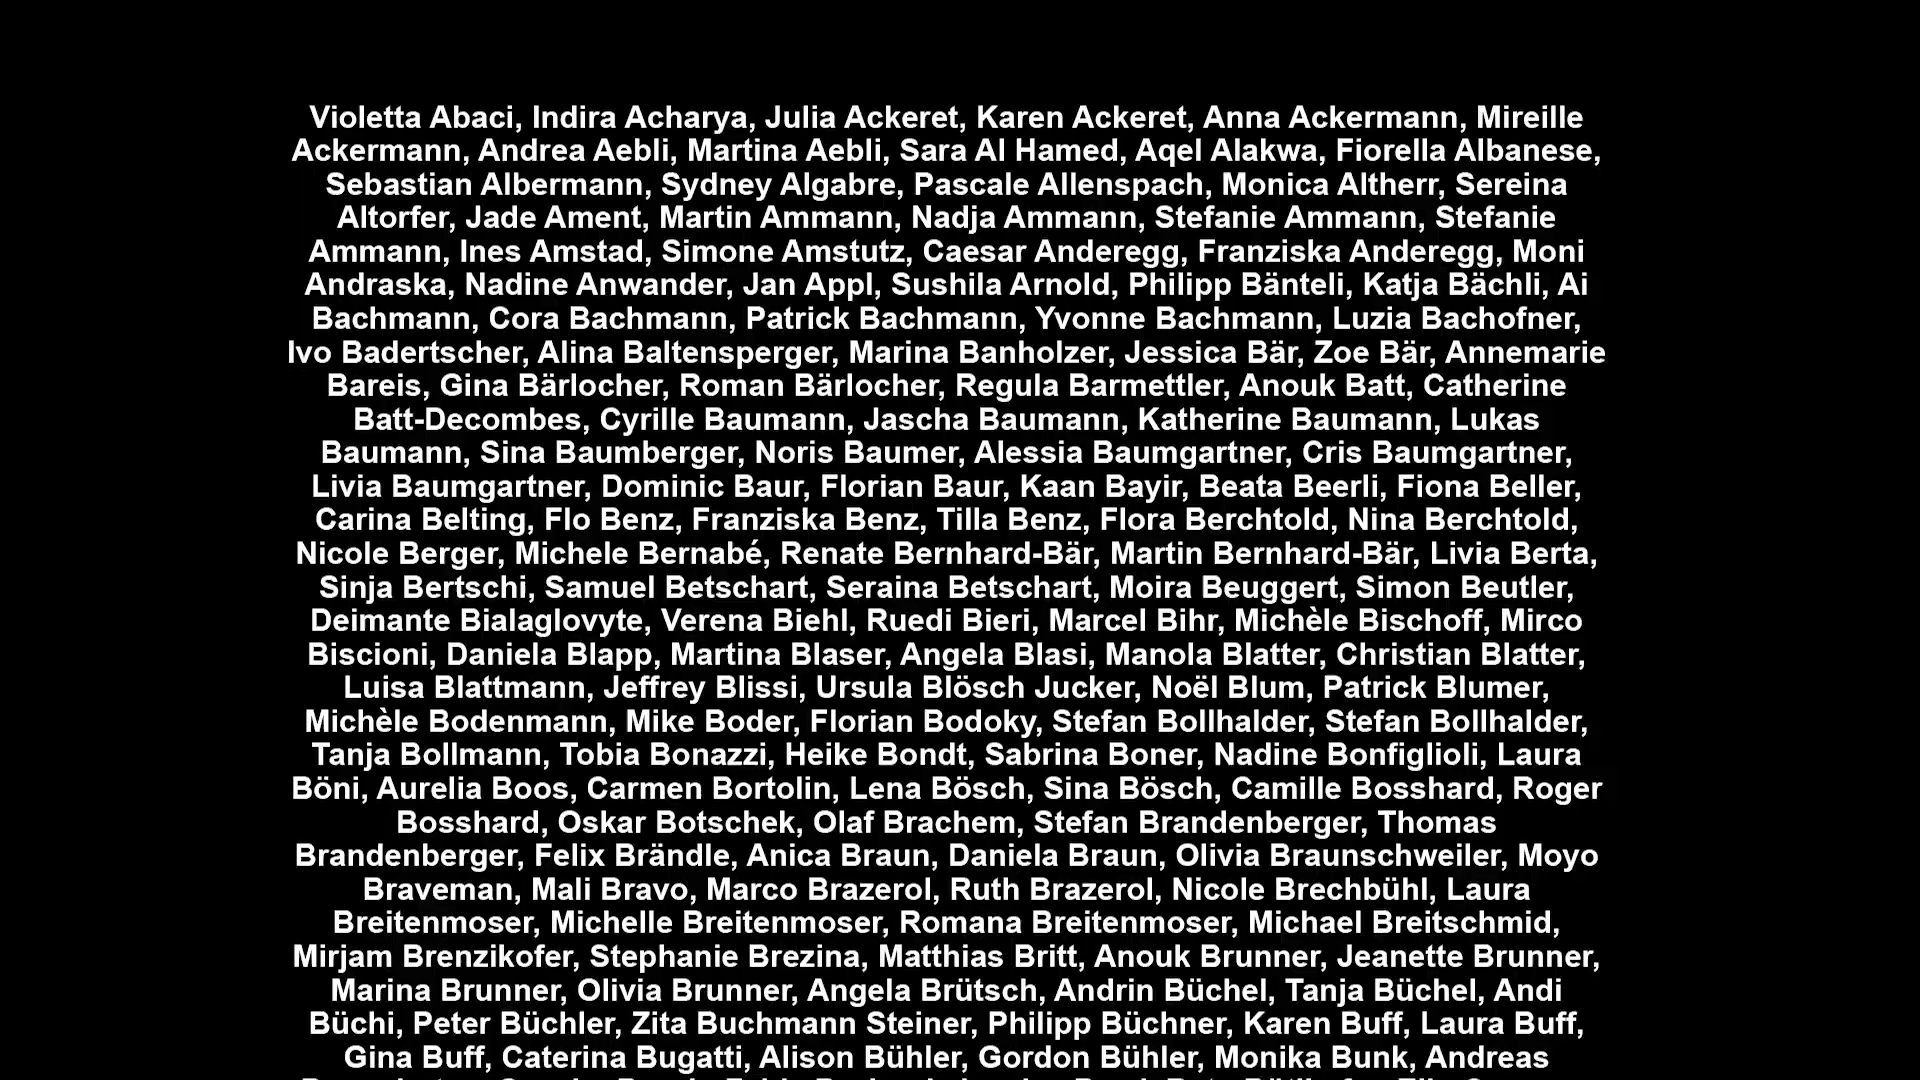 Violetta Abaci, Indira Acharya, Julia Ackeret, Karen Ackeret, Anna Ackermann, Mireille
Ackermann, Andrea Aebli, Martina Aebli, Sara Al Hamed, Aqel Alakwa, Fiorella Albanese,
Sebastian Albermann, Sydney Algabre, Pascale Allenspach, Monica Altherr, Sereina
Altorfer, Jade Ament, Martin Ammann, Nadja Ammann, Stefanie Ammann, Stefanie
Ammann, Ines Amstad, Simone Amstutz, Caesar Anderegg, Franziska Anderegg, Moni
Andraska, Nadine Anwander, Jan Appl, Sushila Arnold, Philipp Bänteli, Katja Bächli, Ai
Bachmann, Cora Bachmann, Patrick Bachmann, Yvonne Bachmann, Luzia Bachofner,
Ivo Badertscher, Alina Baltensperger, Marina Banholzer, Jessica Bär, Zoe Bär, Annemarie
Bareis, Gina Bärlocher, Roman Bärlocher, Regula Barmettler, Anouk Batt, Catherine
Batt-Decombes, Cyrille Baumann, Jascha Baumann, Katherine Baumann, Lukas
Baumann, Sina Baumberger, Noris Baumer, Alessia Baumgartner, Cris Baumgartner,
Livia Baumgartner, Dominic Baur, Florian Baur, Kaan Bayir, Beata Beerli, Fiona Beller,
Carina Belting, Flo Benz, Franziska Benz, Tilla Benz, Flora Berchtold, Nina Berchtold,
Nicole Berger, Michele Bernabé, Renate Bernhard-Bär, Martin Bernhard-Bär, Livia Berta,
Sinja Bertschi, Samuel Betschart, Seraina Betschart, Moira Beuggert, Simon Beutler,
Deimante Bialaglovyte, Verena Biehl, Ruedi Bieri, Marcel Bihr, Michèle Bischoff, Mirco
Biscioni, Daniela Blapp, Martina Blaser, Angela Blasi, Manola Blatter, Christian Blatter,
Luisa Blattmann, Jeffrey Blissi, Ursula Blösch Jucker, Noël Blum, Patrick Blumer,
Michèle Bodenmann, Mike Boder, Florian Bodoky, Stefan Bollhalder, Stefan Bollhalder,
Tanja Bollmann, Tobia Bonazzi, Heike Bondt, Sabrina Boner, Nadine Bonfiglioli, Laura
Böni, Aurelia Boos, Carmen Bortolin, Lena Bösch, Sina Bösch, Camille Bosshard, Roger
Bosshard, Oskar Botschek, Olaf Brachem, Stefan Brandenberger, Thomas
Brandenberger, Felix Brändle, Anica Braun, Daniela Braun, Olivia Braunschweiler, Moyo
Braveman, Mali Bravo, Marco Brazerol, Ruth Brazerol, Nicole Brechbühl, Laura
Breitenmoser, Michelle Breitenmoser, Romana Breitenmoser, Michael Breitschmid,
Mirjam Brenzikofer, Stephanie Brezina, Matthias Britt, Anouk Brunner, Jeanette Brunner,
Marina Brunner, Olivia Brunner, Angela Brütsch, Andrin Büchel, Tanja Büchel, Andi
Büchi, Peter Büchler, Zita Buchmann Steiner, Philipp Büchner, Karen Buff, Laura Buff,
Gina Buff, Caterina Bugatti, Alison Bühler, Gordon Bühler, Monika Bunk, Andreas